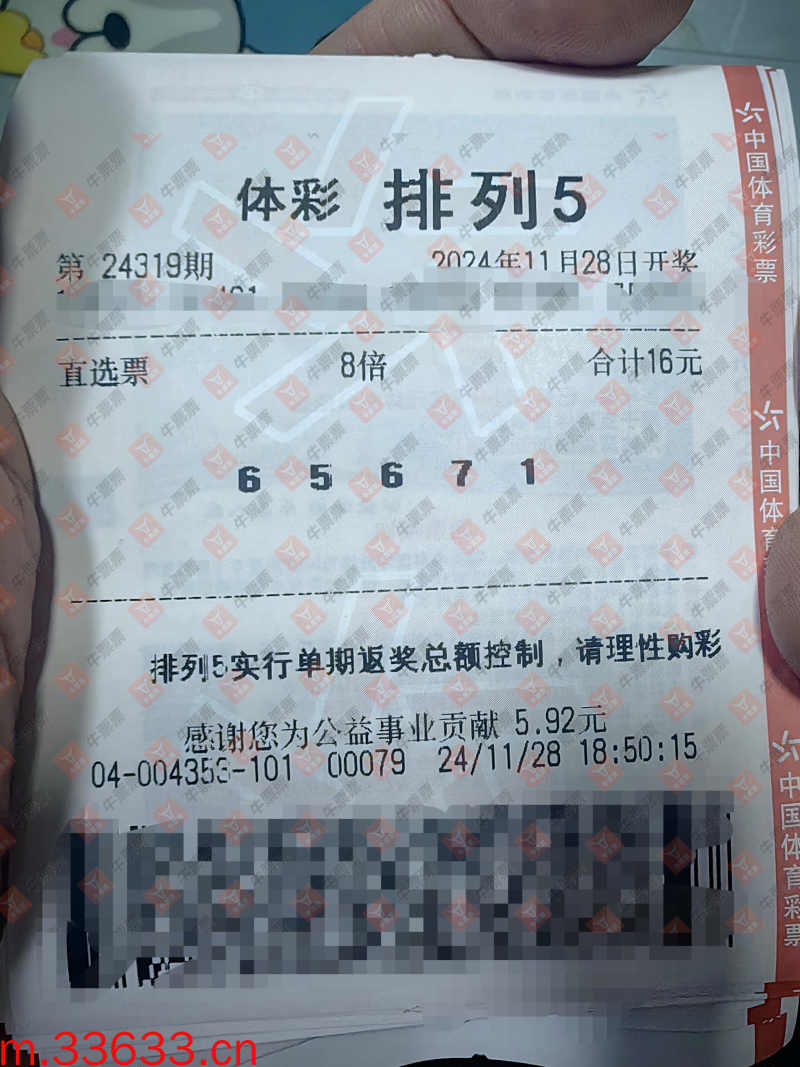 体彩 排列5
第 24319期 2024年11月28日开奖
直选票 8倍 合计16元
6 5 6 7 1
排列5实行单期返奖总额控制，请理性购彩
感谢您为公益事业贡献 5.92元
04-004353-101 00079 24/11/28 18:50:15
中国体育彩票
中国体育
中国体育彩票
牛票票
m.33633.cn